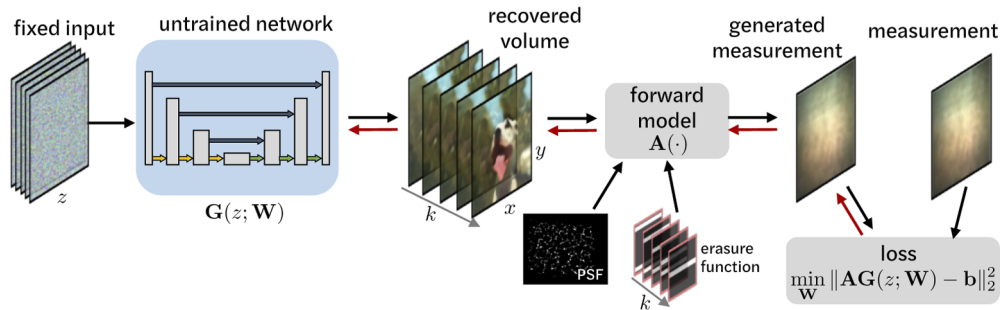 fixed input
z
untrained network
G(z; W)
recovered
volume
k
x
y
forward
model
A(·)
PSF
erasure
function
k
generated
measurement
measurement
loss
min ‖AG(z; W) − b‖₂²
W